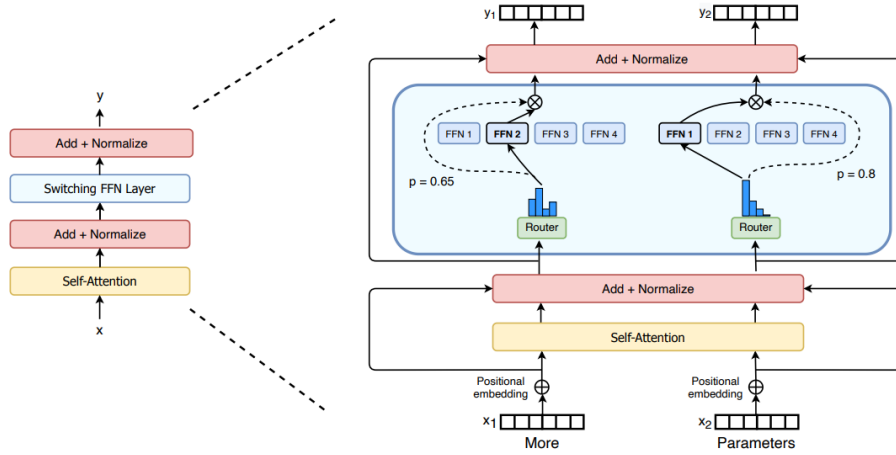 y
Add + Normalize
Switching FFN Layer
Add + Normalize
Self-Attention
x
y1 y2
Add + Normalize
FFN 1 FFN 2 FFN 3 FFN 4 FFN 1 FFN 2 FFN 3 FFN 4
p = 0.65 p = 0.8
Router Router
Add + Normalize
Self-Attention
Positional embedding Positional embedding
x1 x2
More Parameters